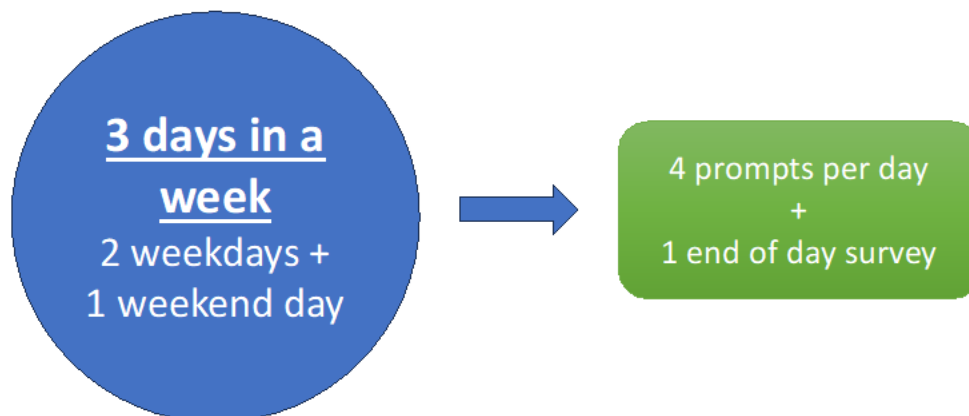 3 days in a
week
2 weekdays +
1 weekend day
4 prompts per day
+
1 end of day survey